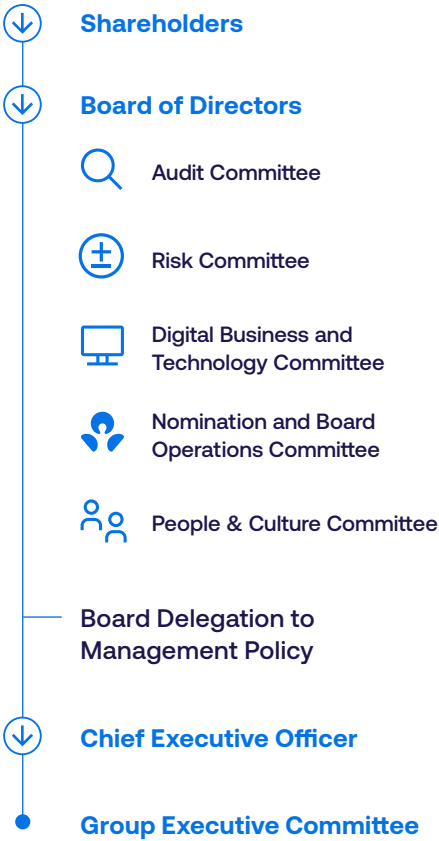 Shareholders
Board of Directors
Audit Committee
Risk Committee
Digital Business and
Technology Committee
Nomination and Board
Operations Committee
People & Culture Committee
Board Delegation to
Management Policy
Chief Executive Officer
Group Executive Committee